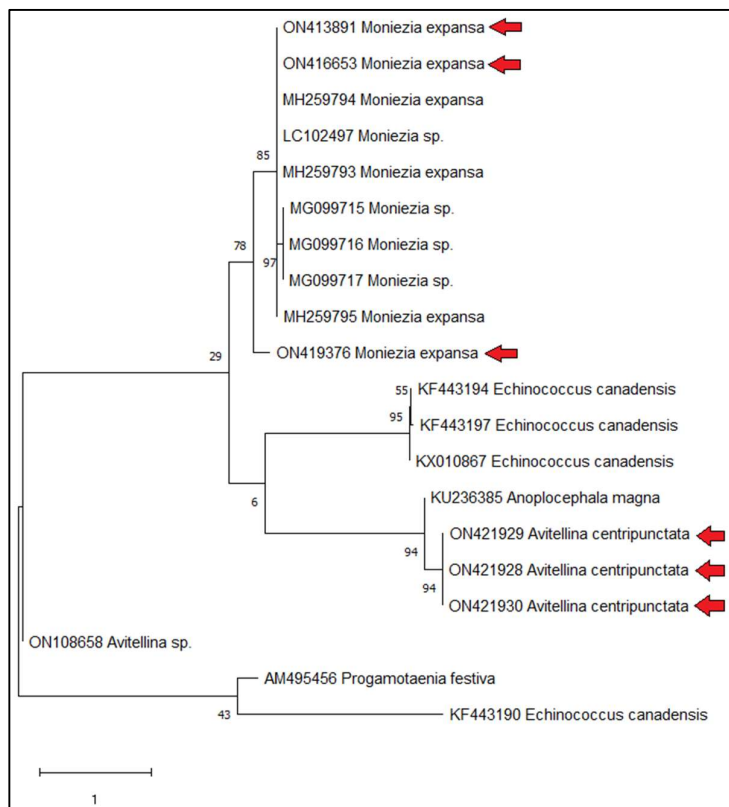 ON413891 Moniezia expansa
ON416653 Moniezia expansa
MH259794 Moniezia expansa
LC102497 Moniezia sp.
85
MH259793 Moniezia expansa
MG099715 Moniezia sp.
78
MG099716 Moniezia sp.
97
MG099717 Moniezia sp.
MH259795 Moniezia expansa
29
ON419376 Moniezia expansa
55
KF443194 Echinococcus canadensis
95
KF443197 Echinococcus canadensis
KX010867 Echinococcus canadensis
6
KU236385 Anoplocephala magna
ON421929 Avitellina centripunctata
94
ON421928 Avitellina centripunctata
94
ON421930 Avitellina centripunctata
ON108658 Avitellina sp.
AM495456 Progamotaenia festiva
43
KF443190 Echinococcus canadensis
1